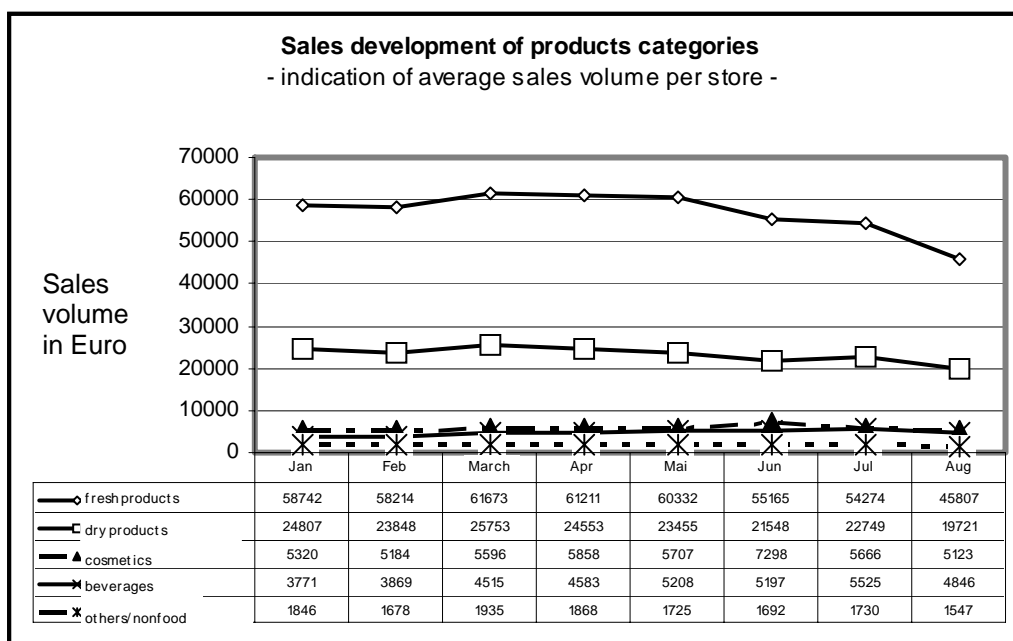 Sales development of products categories
- indication of average sales volume per store -
70000
60000
50000
40000
30000
20000
10000
0
Sales
volume
in Euro
Jan Feb March Apr Mai Jun Jul Aug
fresh products 58742 58214 61673 61211 60332 55165 54274 45807
dry products 24807 23848 25753 24553 23455 21548 22749 19721
cosmetics 5320 5184 5596 5858 5707 7298 5666 5123
beverages 3771 3869 4515 4583 5208 5197 5525 4846
others/nonfood 1846 1678 1935 1868 1725 1692 1730 1547